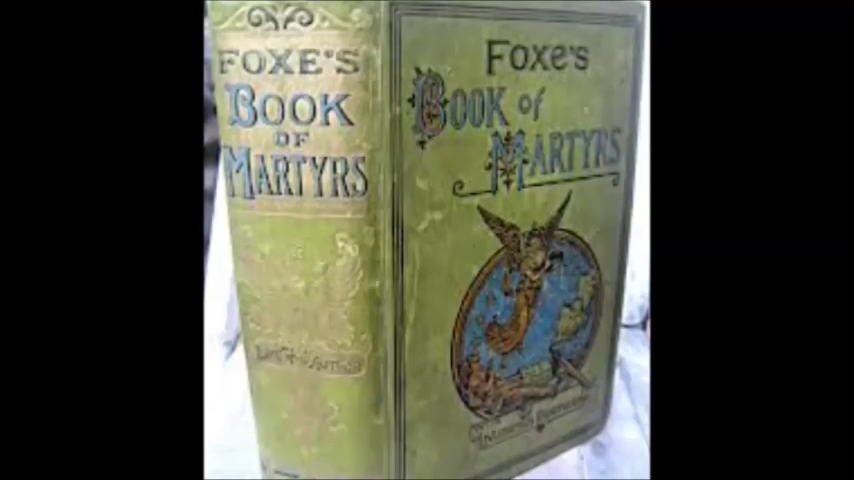 FOXE'S
BOOK
OF
MARTYRS
FOXE'S
BOOK of
MARTYRS